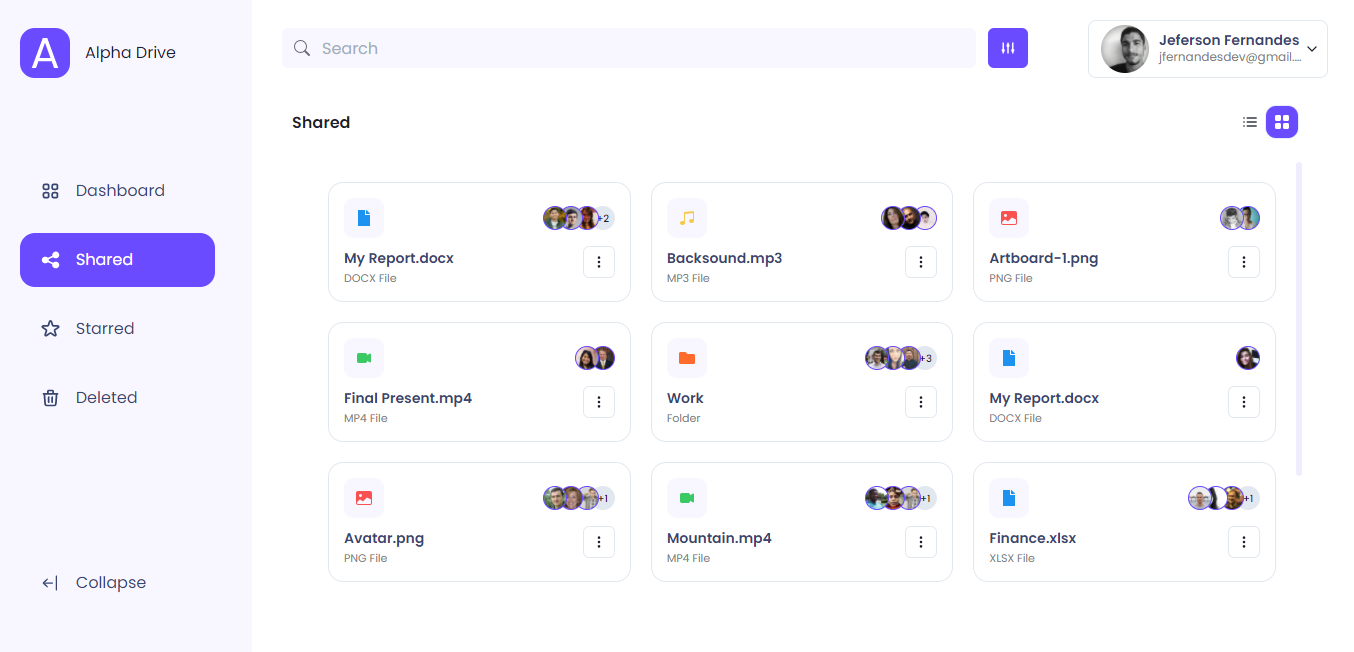 A
Alpha Drive
Search
Jeferson Fernandes
jfernandesdev@gmail....
Shared
Dashboard
Shared
Starred
Deleted
Collapse
+2
My Report.docx
DOCX File
Backsound.mp3
MP3 File
Artboard-1.png
PNG File
Final Present.mp4
MP4 File
+3
Work
Folder
My Report.docx
DOCX File
+1
Avatar.png
PNG File
+1
Mountain.mp4
MP4 File
+1
Finance.xlsx
XLSX File